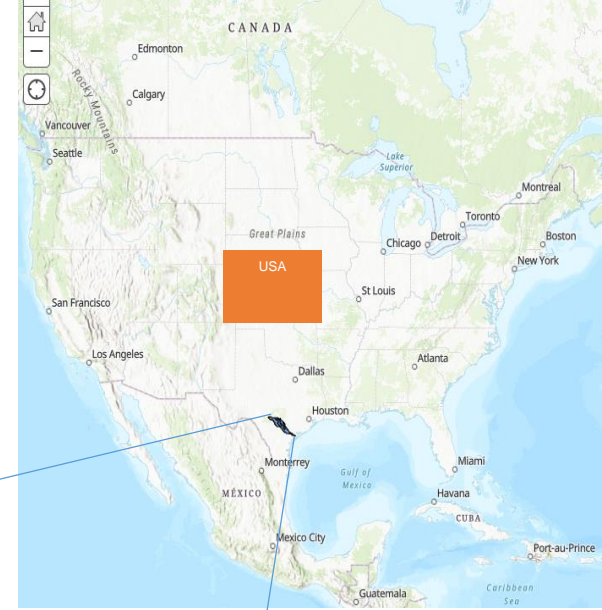 CANADA
Edmonton
Calgary
Rocky Mountains
Vancouver
Seattle
Lake
Superior
Montreal
Toronto
Great Plains
Chicago
Detroit
Boston
New York
USA
St Louis
San Francisco
Los Angeles
Atlanta
Dallas
Houston
Monterrey
Miami
Gulf of
Mexico
MÉXICO
Havana
CUBA
Mexico City
Port-au-Prince
Guatemala
Caribbean
Sea